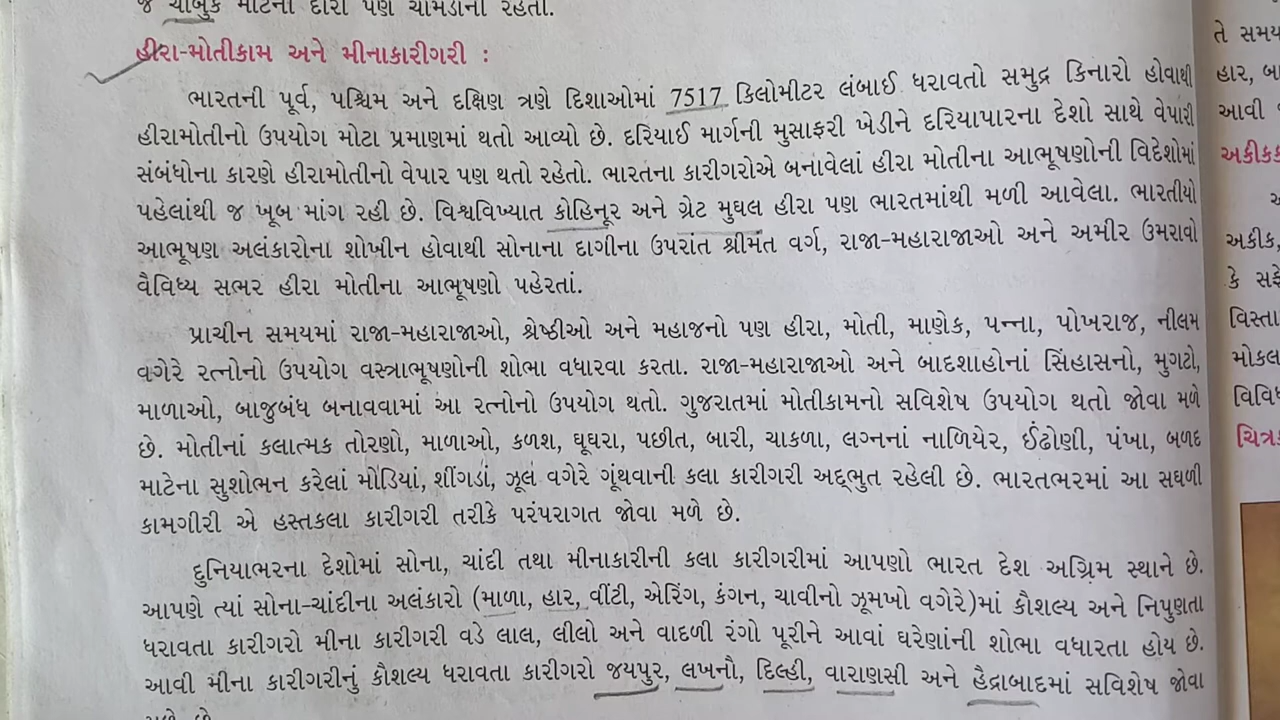 જ ચાબુક માટેના દોરા પણ ચામડાના રહેતા.
હીરા-મોતીકામ અને મીનાકારીગરી :
ભારતની પૂર્વ, પશ્ચિમ અને દક્ષિણ ત્રણે દિશાઓમાં 7517 કિલોમીટર લંબાઈ ધરાવતો સમુદ્ર કિનારો હોવાથી
હીરામોતીનો ઉપયોગ મોટા પ્રમાણમાં થતો આવ્યો છે. દરિયાઈ માર્ગની મુસાફરી ખેડીને દરિયાપારના દેશો સાથે વેપારી
સંબંધોના કારણે હીરામોતીનો વેપાર પણ થતો રહેતો. ભારતના કારીગરોએ બનાવેલાં હીરા મોતીના આભૂષણોની વિદેશોમાં
પહેલાંથી જ ખૂબ માંગ રહી છે. વિશ્વવિખ્યાત કોહિનૂર અને ગ્રેટ મુઘલ હીરા પણ ભારતમાંથી મળી આવેલા. ભારતીયો
આભૂષણ અલંકારોના શોખીન હોવાથી સોનાના દાગીના ઉપરાંત શ્રીમંત વર્ગ, રાજા-મહારાજાઓ અને અમીર ઉમરાવો
વૈવિધ્ય સભર હીરા મોતીના આભૂષણો પહેરતાં.
પ્રાચીન સમયમાં રાજા-મહારાજાઓ, શ્રેષ્ઠીઓ અને મહાજનો પણ હીરા, મોતી, માણેક, પન્ના, પોખરાજ, નીલમ
વગેરે રત્નોનો ઉપયોગ વસ્ત્રાભૂષણોની શોભા વધારવા કરતા. રાજા-મહારાજાઓ અને બાદશાહોનાં સિંહાસનો, મુગટો,
માળાઓ, બાજુબંધ બનાવવામાં આ રત્નોનો ઉપયોગ થતો. ગુજરાતમાં મોતીકામનો સવિશેષ ઉપયોગ થતો જોવા મળે
છે. મોતીનાં કલાત્મક તોરણો, માળાઓ, કળશ, ઘૂઘરા, પછીત, બારી, ચાકળા, લગ્નનાં નાળિયેર, ઈંઢોણી, પંખા, બળદ
માટેના સુશોભન કરેલાં મોડિયાં, શીંગડાં, ઝૂલ વગેરે ગૂંથવાની કલા કારીગરી અદ્ભુત રહેલી છે. ભારતભરમાં આ સઘળી
કામગીરી એ હસ્તકલા કારીગરી તરીકે પરંપરાગત જોવા મળે છે.
દુનિયાભરના દેશોમાં સોના, ચાંદી તથા મીનાકારીની કલા કારીગરીમાં આપણો ભારત દેશ અગ્રિમ સ્થાને છે.
આપણે ત્યાં સોના-ચાંદીના અલંકારો (માળા, હાર, વીંટી, એરિંગ, કંગન, ચાવીનો ઝૂમખો વગેરે)માં કૌશલ્ય અને નિપુણતા
ધરાવતા કારીગરો મીના કારીગરી વડે લાલ, લીલો અને વાદળી રંગો પૂરીને આવાં ઘરેણાંની શોભા વધારતા હોય છે.
આવી મીના કારીગરીનું કૌશલ્ય ધરાવતા કારીગરો જયપુર, લખનૌ, દિલ્હી, વારાણસી અને હૈદ્રાબાદમાં સવિશેષ જોવા
મળે છે.
તે સમય
હાર, બા
આવી
અકીક
અકીક,
કે સફે
વિસ્તા
મોકલ
વિવિધ
ચિત્ર